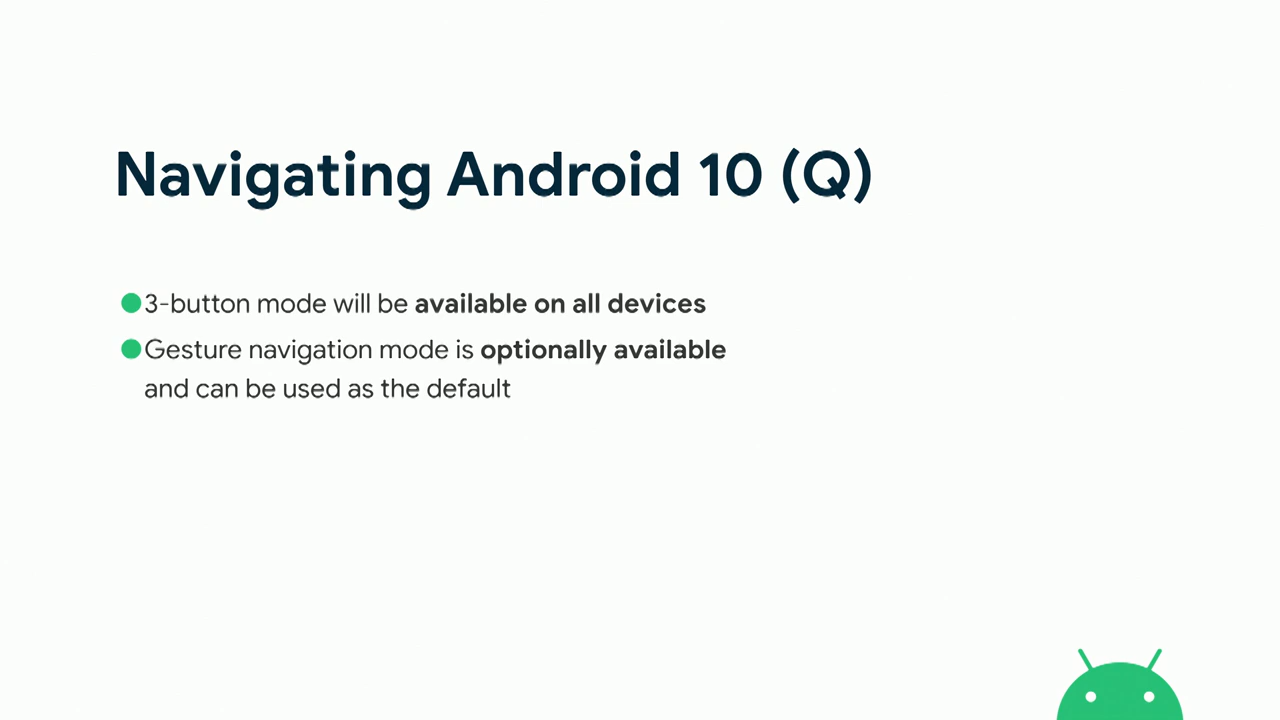 Navigating Android 10 (Q)
3-button mode will be available on all devices
Gesture navigation mode is optionally available
and can be used as the default